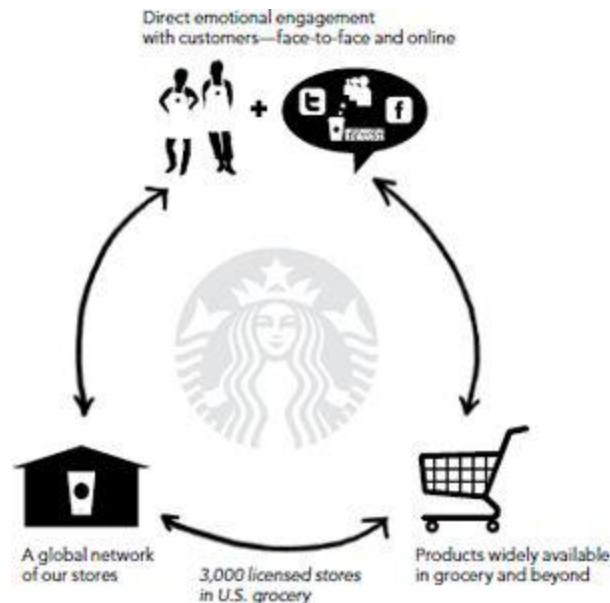 Direct emotional engagement
with customers—face-to-face and online
+
t
f
A global network
of our stores
3,000 licensed stores
in U.S. grocery
Products widely available
in grocery and beyond